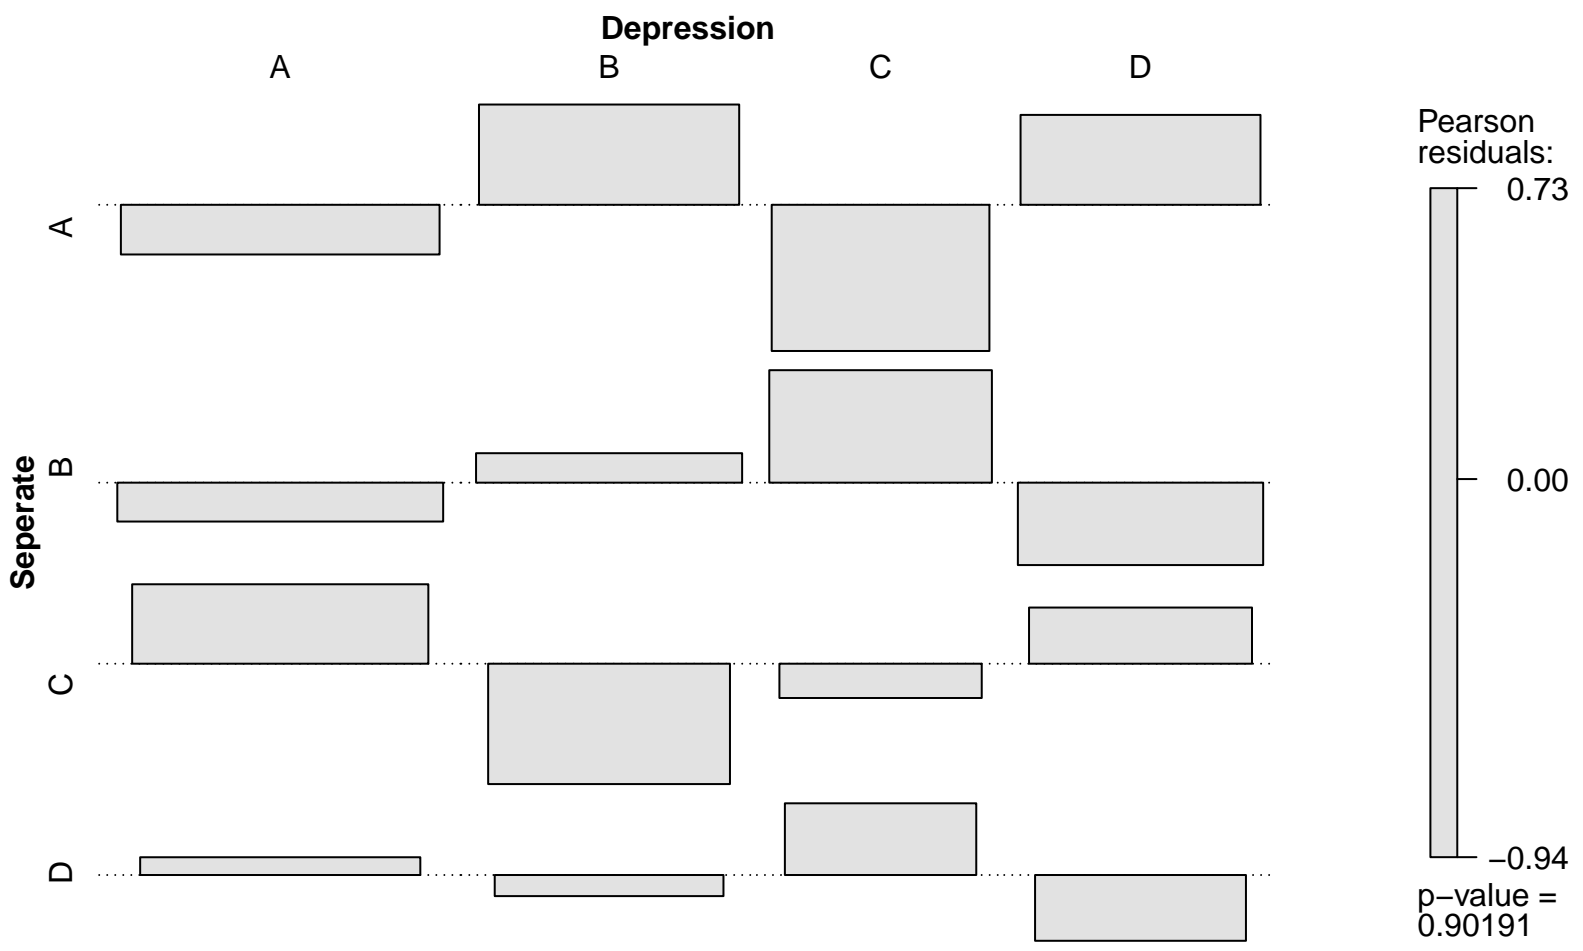 Depression
A B C D
Pearson
residuals:
0.73
A
B
0.00
Seperate
C
D
−0.94
p−value =
0.90191